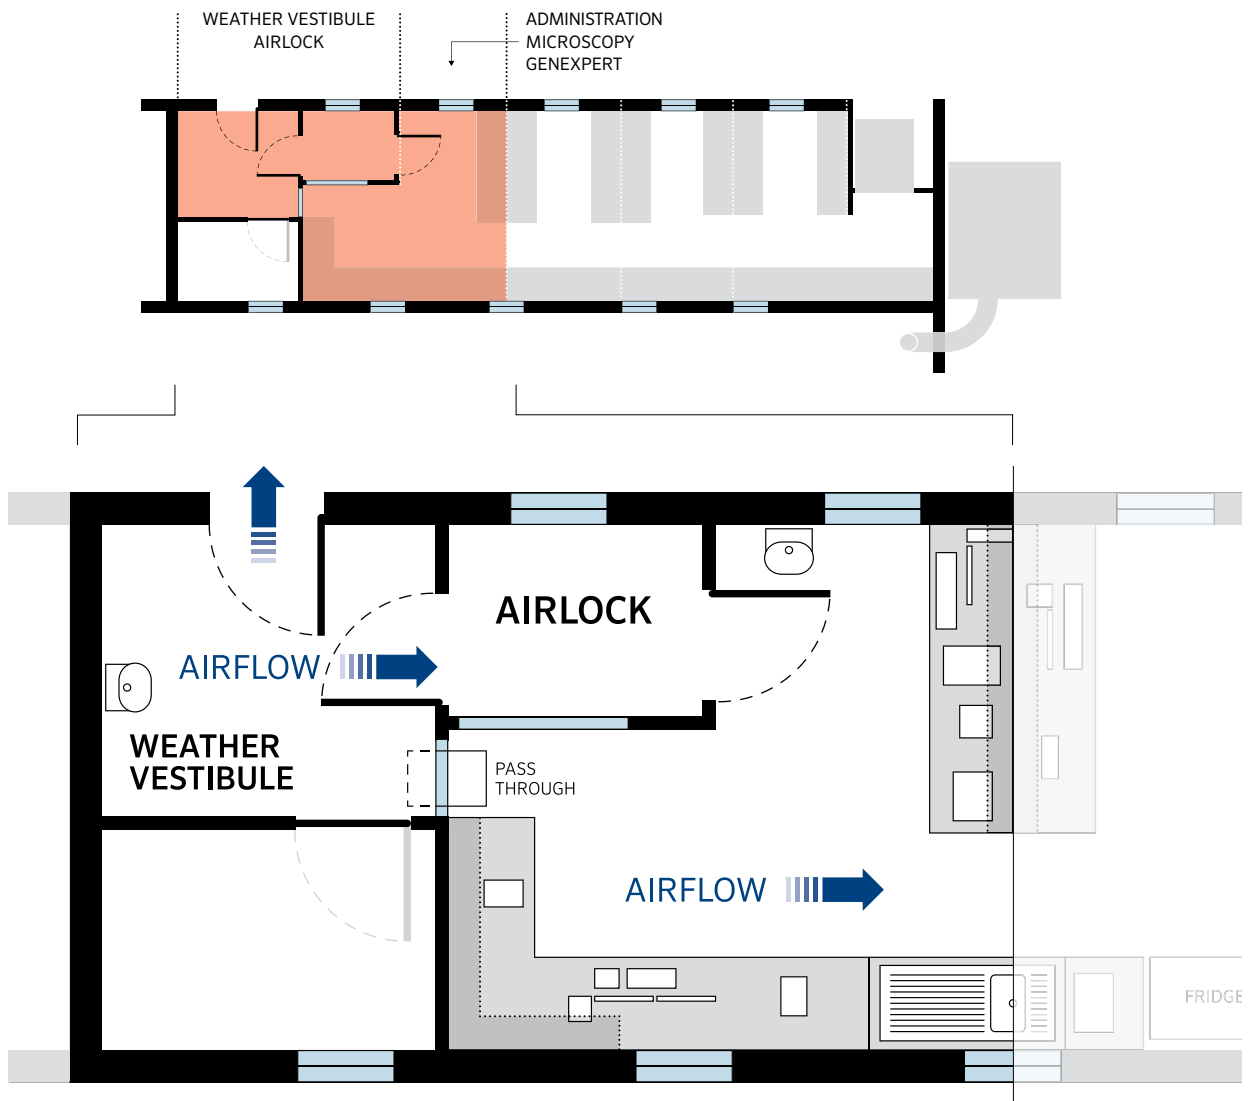 WEATHER VESTIBULE
AIRLOCK
ADMINISTRATION
MICROSCOPY
GENEXPERT
AIRLOCK
AIRFLOW
WEATHER
VESTIBULE
PASS
THROUGH
AIRFLOW
FRIDGE